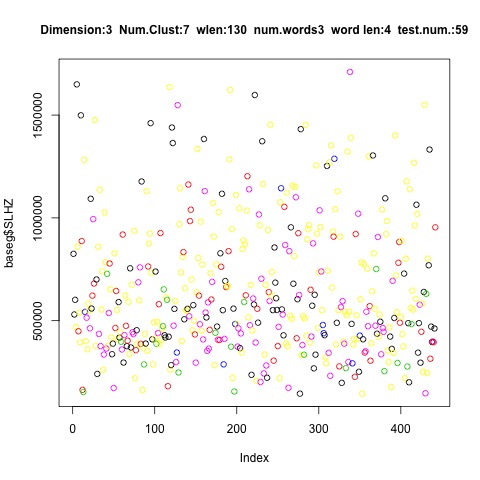 Dimension:3 Num.Clust:7 wlen:130 num.words3 word len:4 test.num.:59
baseg$SLHZ
1500000
1000000
500000
0 100 200 300 400
Index